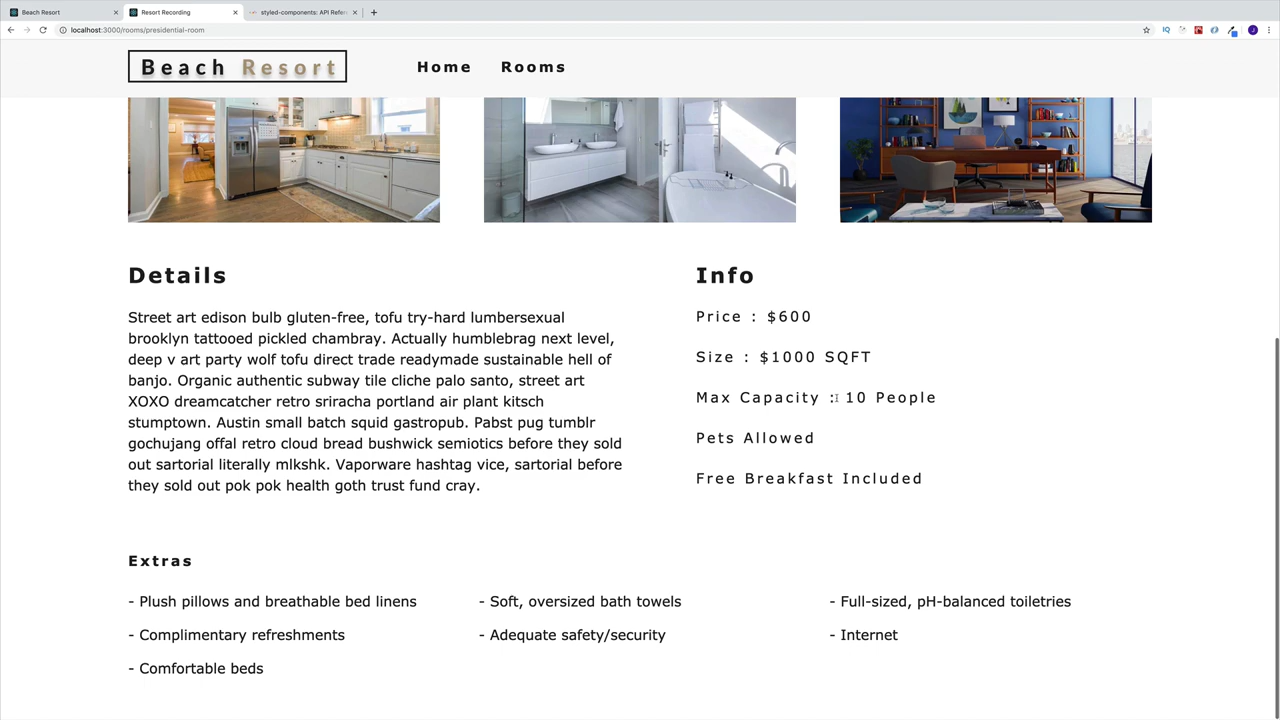 Beach Resort
Resort Recording
styled-components: API Refer
localhost:3000/rooms/presidential-room
IQ
J
Beach Resort
Home
Rooms
Details
Street art edison bulb gluten-free, tofu try-hard lumbersexual
brooklyn tattooed pickled chambray. Actually humblebrag next level,
deep v art party wolf tofu direct trade readymade sustainable hell of
banjo. Organic authentic subway tile cliche palo santo, street art
XOXO dreamcatcher retro sriracha portland air plant kitsch
stumptown. Austin small batch squid gastropub. Pabst pug tumblr
gochujang offal retro cloud bread bushwick semiotics before they sold
out sartorial literally mlkshk. Vaporware hashtag vice, sartorial before
they sold out pok pok health goth trust fund cray.
Info
Price : $600
Size : $1000 SQFT
Max Capacity : 10 People
Pets Allowed
Free Breakfast Included
Extras
- Plush pillows and breathable bed linens
- Soft, oversized bath towels
- Full-sized, pH-balanced toiletries
- Complimentary refreshments
- Adequate safety/security
- Internet
- Comfortable beds